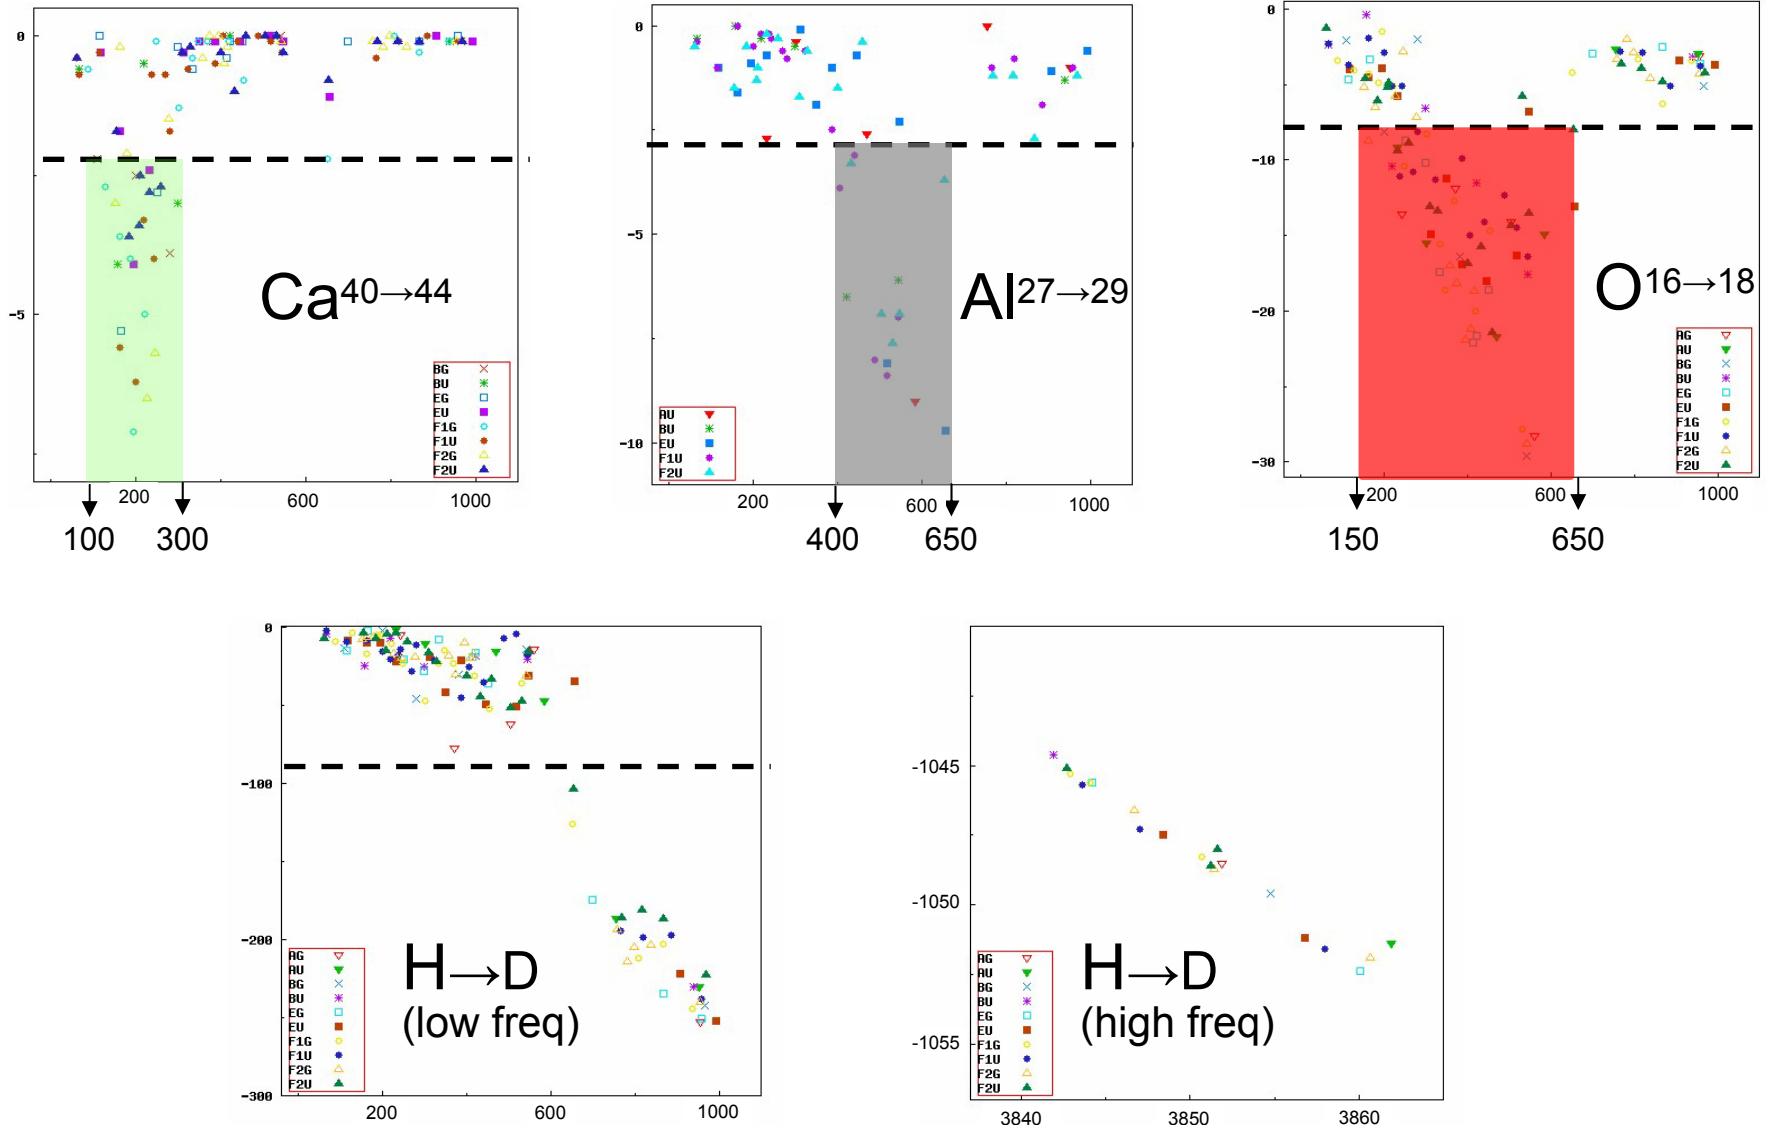 0
-5
Ca40→44
BG
BU
EG
EU
F1G
F1U
F2G
F2U
200 600 1000
100 300
0
-5
-10
Al27→29
AU
BU
EU
F1U
F2U
200 600 1000
400 650
0
-10
-20
-30
O16→18
AG
AU
BG
BU
EG
EU
F1G
F1U
F2G
F2U
200 600 1000
150 650
0
-100
-200
-300
H→D
(low freq)
AG
AU
BG
BU
EG
EU
F1G
F1U
F2G
F2U
200 600 1000
-1045
-1050
-1055
H→D
(high freq)
AG
AU
BG
BU
EG
EU
F1G
F1U
F2G
F2U
3840 3850 3860